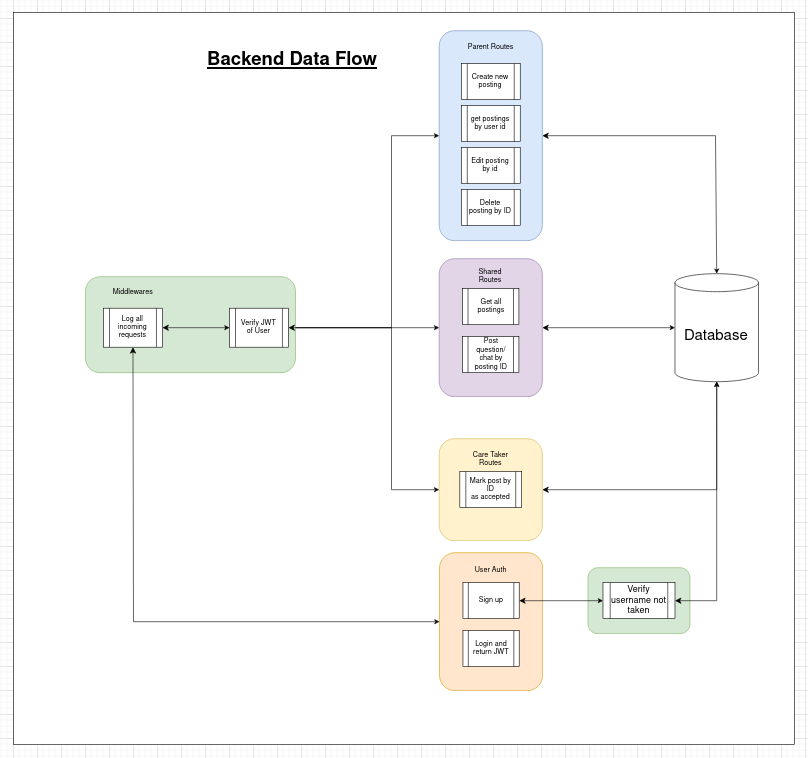 Backend Data Flow
Parent Routes
Create new
posting
get postings
by user id
Edit posting
by id
Delete
posting by ID
Shared
Routes
Get all
postings
Post
question/
chat by
posting ID
Middlewares
Log all
incoming
requests
Verify JWT
of User
Database
Care Taker
Routes
Mark post by
ID
as accepted
User Auth
Sign up
Login and
return JWT
Verify
username not
taken